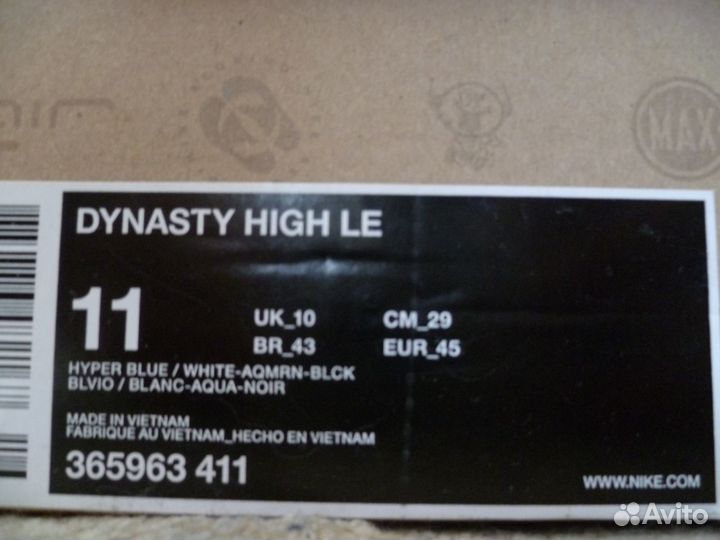 MAX
DYNASTY HIGH LE
11
UK_10 CM_29
BR_43 EUR_45
HYPER BLUE / WHITE-AQMRN-BLCK
BLVIO / BLANC-AQUA-NOIR
MADE IN VIETNAM
FABRIQUE AU VIETNAM_HECHO EN VIETNAM
365963 411
WWW.NIKE.COM
Avito